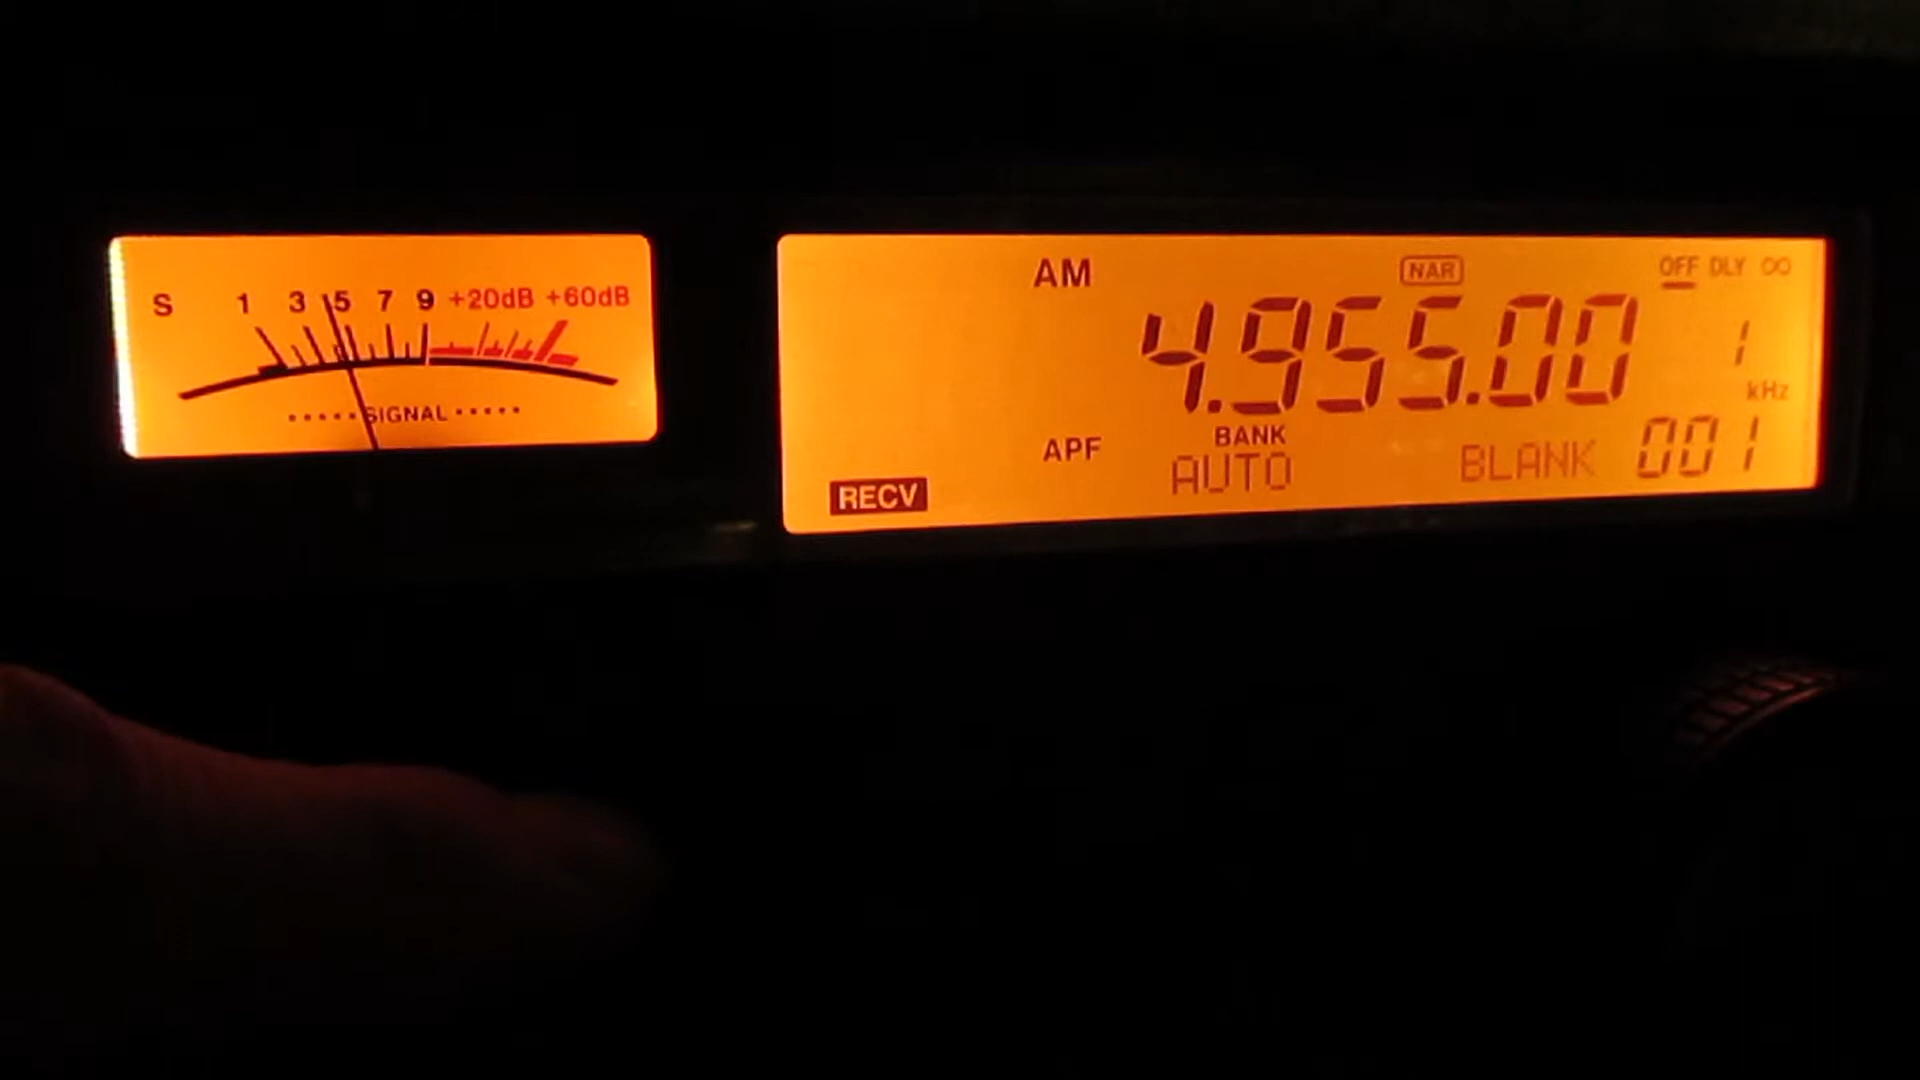 S 1 3 5 7 9 +20dB +60dB
SIGNAL
AM NAR OFF DLY ∞
4.955.00 1
kHz
APF BANK
AUTO BLANK 001
RECV